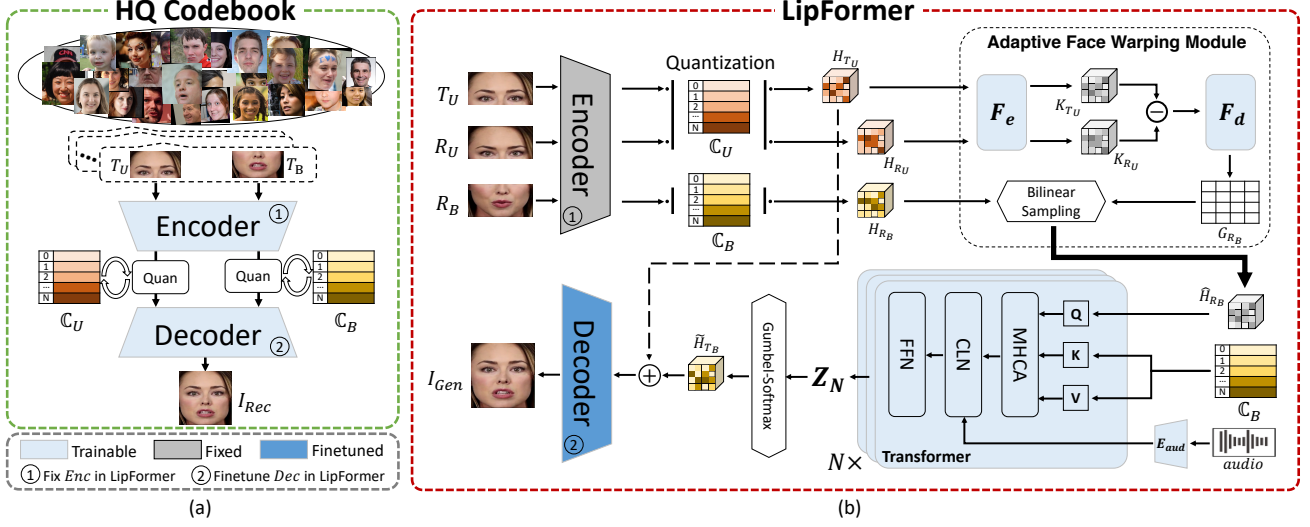 HQ Codebook
T_U
T_B
Encoder
1
0
1
2
...
N
ℂ_U
Quan
Quan
0
1
2
...
N
ℂ_B
Decoder
2
I_Rec
Trainable
Fixed
Finetuned
① Fix Enc in LipFormer
② Finetune Dec in LipFormer
(a)
LipFormer
T_U
R_U
R_B
Encoder
1
Quantization
0
1
2
...
N
ℂ_U
0
1
2
...
N
ℂ_B
H_{T_U}
H_{R_U}
H_{R_B}
Adaptive Face Warping Module
F_e
K_{T_U}
K_{R_U}
F_d
Bilinear
Sampling
G_{R_B}
Ĥ_{R_B}
Q
K
V
MHCA
CLN
FFN
0
1
2
...
N
ℂ_B
E_aud
audio
Transformer
N×
Z_N
Gumbel-Softmax
H̃_{T_B}
+
Decoder
2
I_Gen
(b)